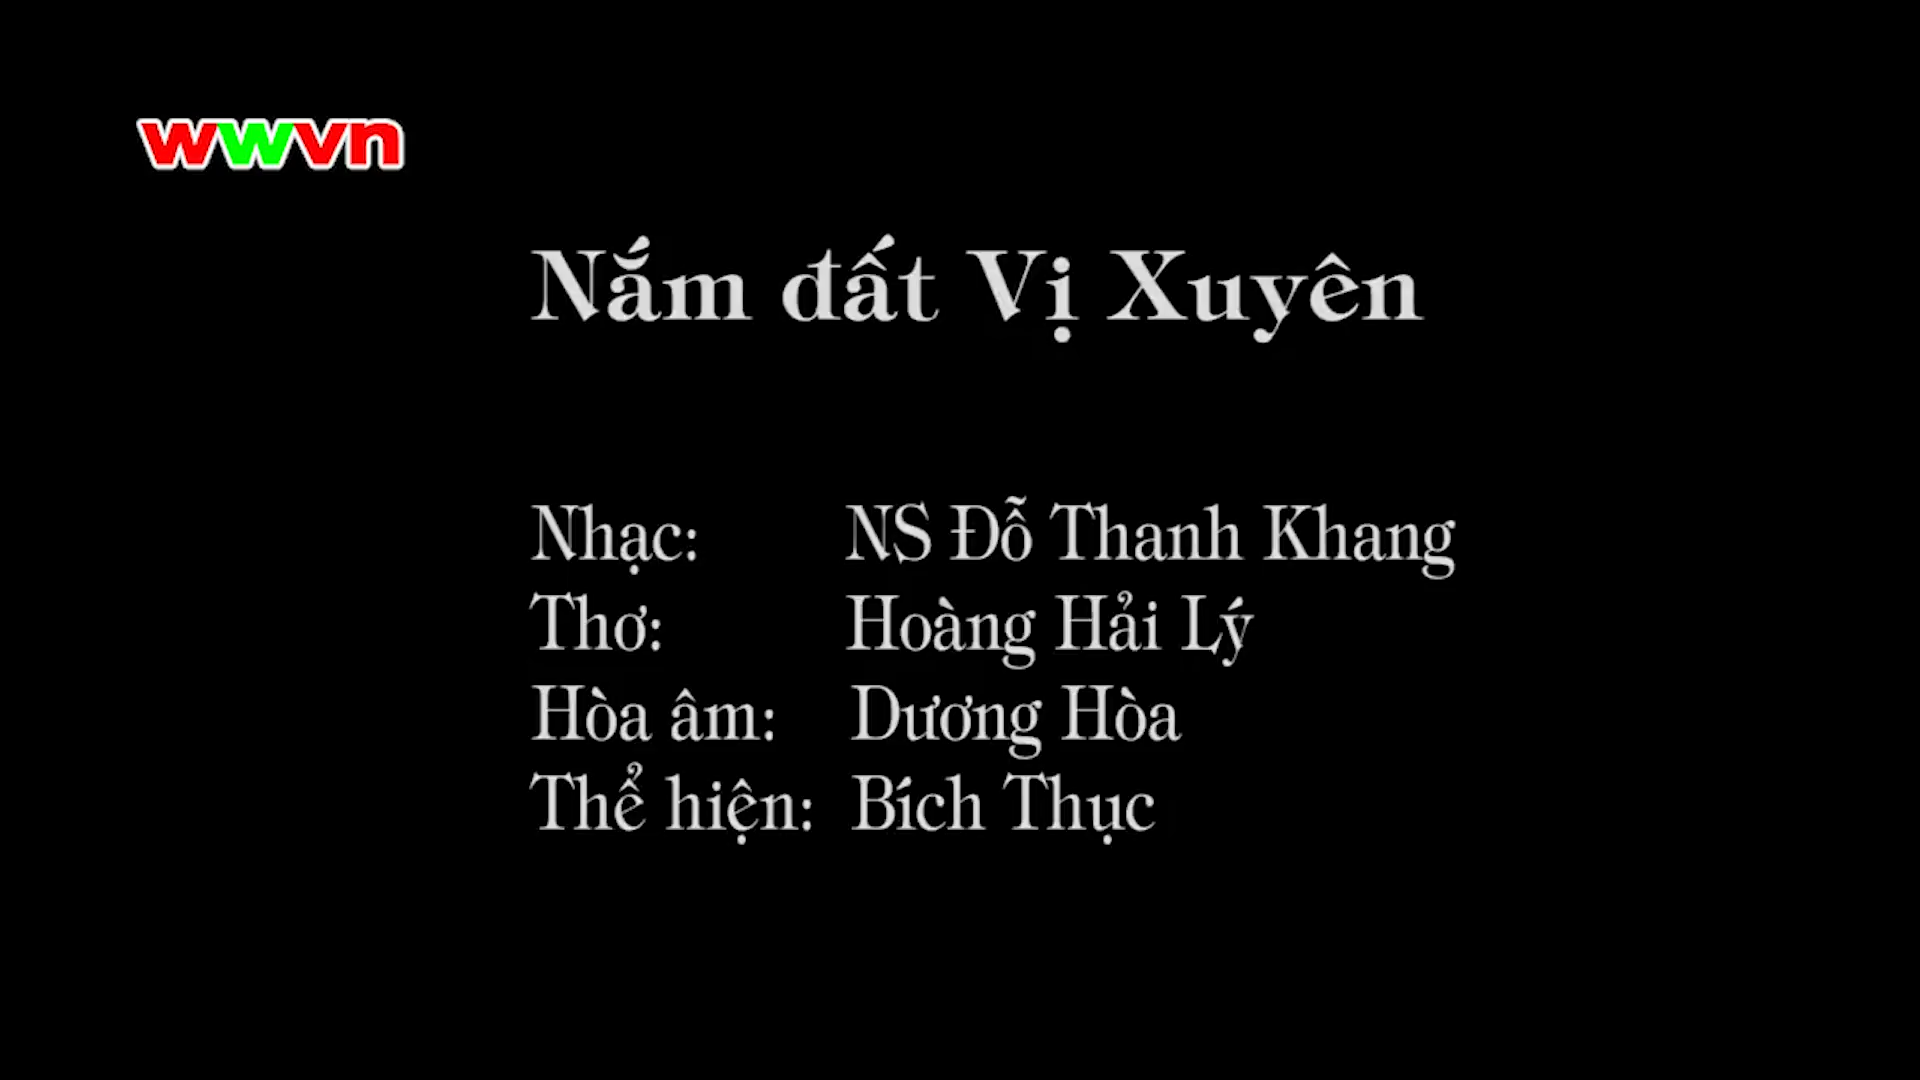 wwvn
Nắm đất Vị Xuyên
Nhạc: NS Đỗ Thanh Khang
Thơ: Hoàng Hải Lý
Hòa âm: Dương Hòa
Thể hiện: Bích Thục